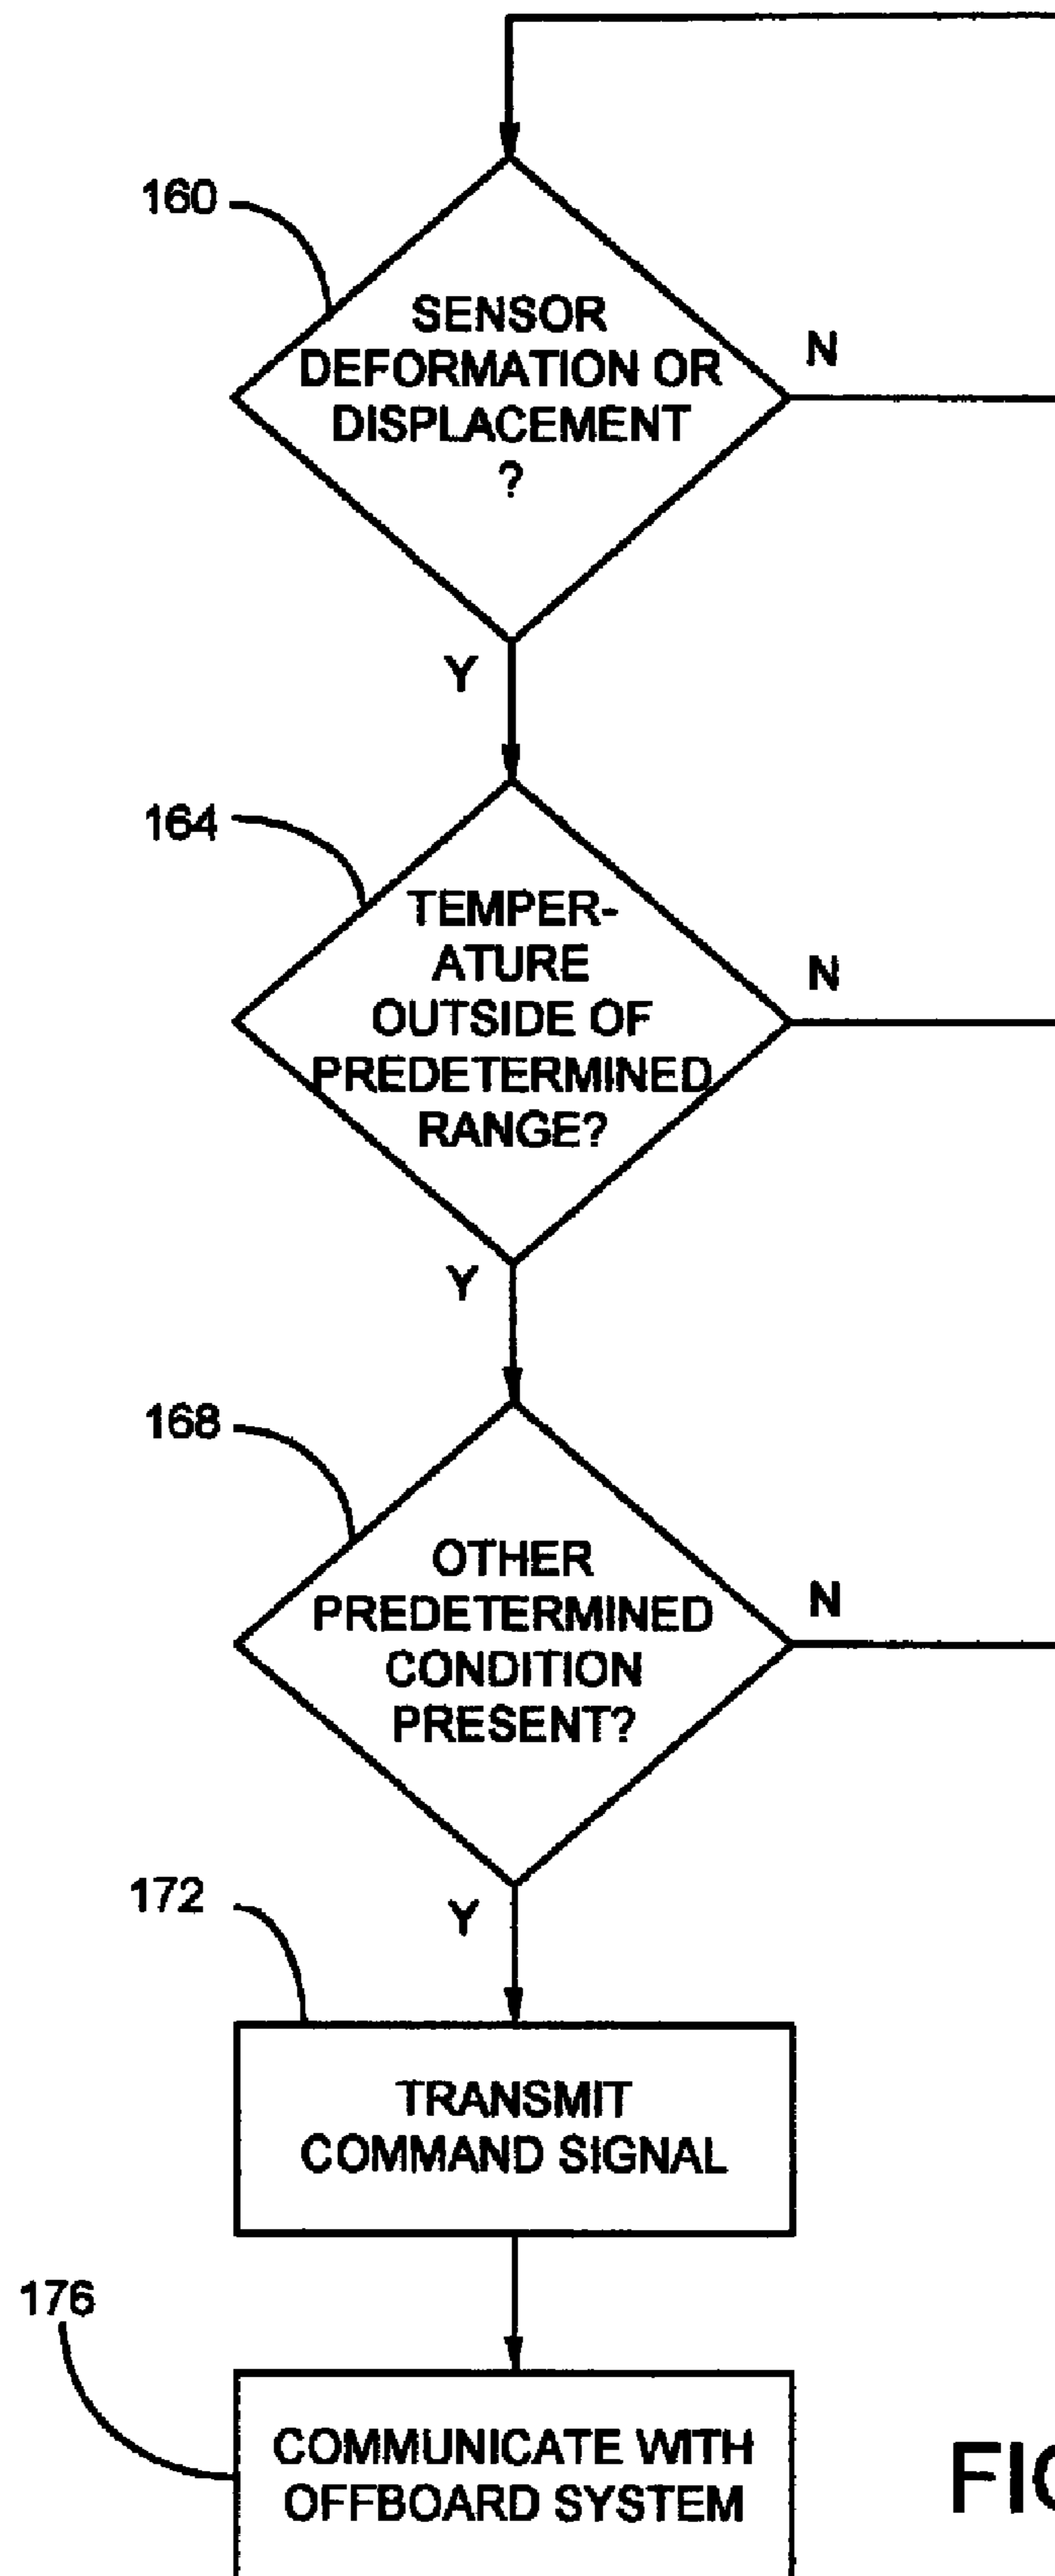 160
SENSOR
DEFORMATION OR
DISPLACEMENT
?
N
Y
164
TEMPER-
ATURE
OUTSIDE OF
PREDETERMINED
RANGE?
N
Y
168
OTHER
PREDETERMINED
CONDITION
PRESENT?
N
Y
172
TRANSMIT
COMMAND SIGNAL
176
COMMUNICATE WITH
OFFBOARD SYSTEM